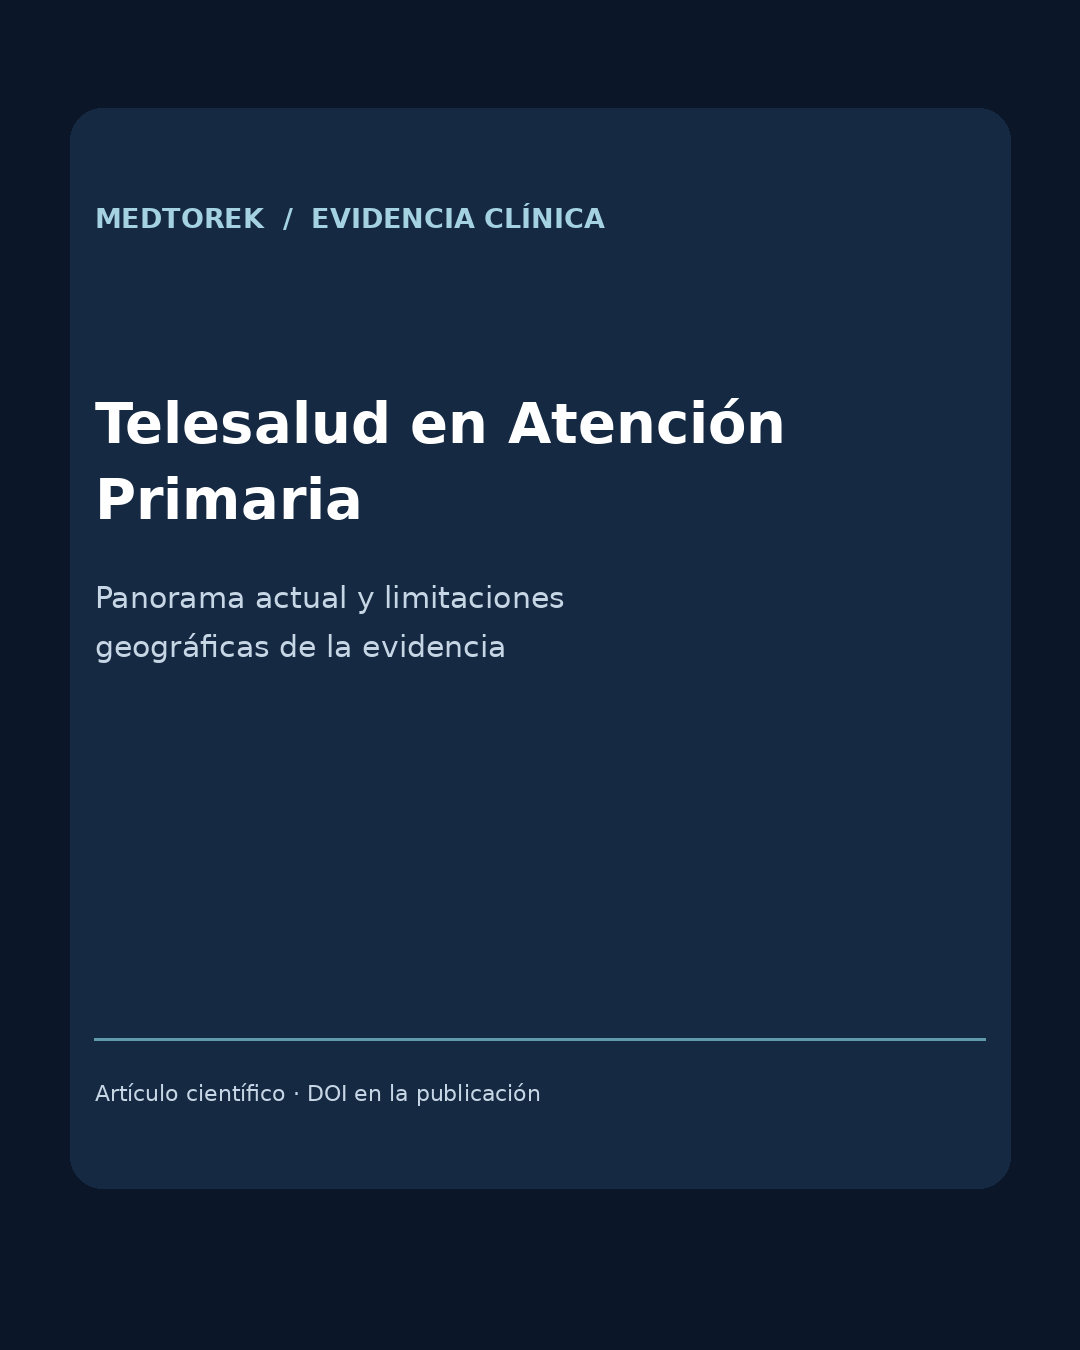 MEDTOREK / EVIDENCIA CLÍNICA
Telesalud en Atención
Primaria
Panorama actual y limitaciones
geográficas de la evidencia
Artículo científico · DOI en la publicación